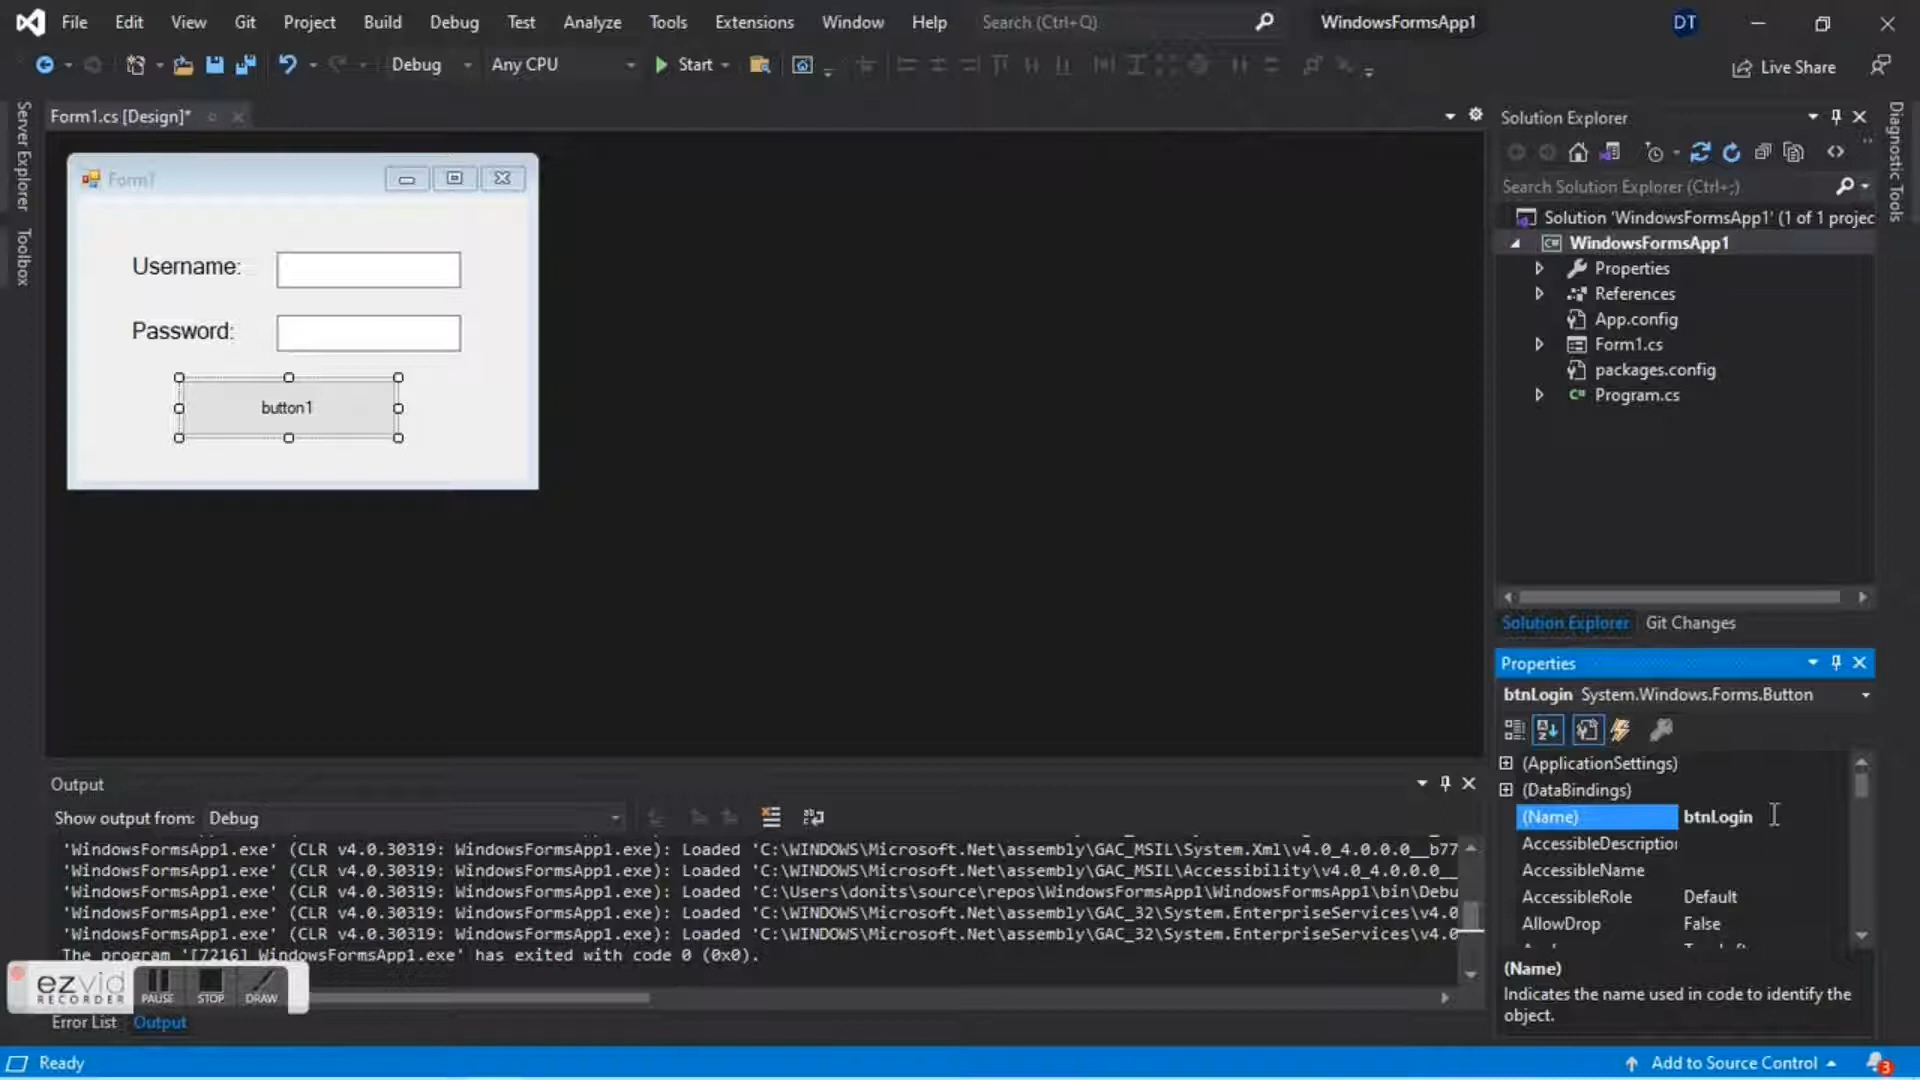 File Edit View Git Project Build Debug Test Analyze Tools Extensions Window Help Search (Ctrl+Q) WindowsFormsApp1 DT
Debug Any CPU Start Live Share
Server Explorer
Toolbox
Form1.cs [Design]*
Form1
Username:
Password:
button1
Solution Explorer
Search Solution Explorer (Ctrl+;)
Solution 'WindowsFormsApp1' (1 of 1 projec
WindowsFormsApp1
Properties
References
App.config
Form1.cs
packages.config
Program.cs
Diagnostic Tools
Solution Explorer Git Changes
Properties
btnLogin System.Windows.Forms.Button
(ApplicationSettings)
(DataBindings)
(Name) btnLogin
AccessibleDescriptio
AccessibleName
AccessibleRole Default
AllowDrop False
(Name)
Indicates the name used in code to identify the
object.
Output
Show output from: Debug
'WindowsFormsApp1.exe' (CLR v4.0.30319: WindowsFormsApp1.exe): Loaded 'C:\WINDOWS\Microsoft.Net\assembly\GAC_MSIL\System.Xml\v4.0_4.0.0.0__b77
'WindowsFormsApp1.exe' (CLR v4.0.30319: WindowsFormsApp1.exe): Loaded 'C:\WINDOWS\Microsoft.Net\assembly\GAC_MSIL\Accessibility\v4.0_4.0.0.0__
'WindowsFormsApp1.exe' (CLR v4.0.30319: WindowsFormsApp1.exe): Loaded 'C:\Users\donits\source\repos\WindowsFormsApp1\WindowsFormsApp1\bin\Debu
'WindowsFormsApp1.exe' (CLR v4.0.30319: WindowsFormsApp1.exe): Loaded 'C:\WINDOWS\Microsoft.Net\assembly\GAC_32\System.EnterpriseServices\v4.0
'WindowsFormsApp1.exe' (CLR v4.0.30319: WindowsFormsApp1.exe): Loaded 'C:\WINDOWS\Microsoft.Net\assembly\GAC_32\System.EnterpriseServices\v4.0
The program '[7216] WindowsFormsApp1.exe' has exited with code 0 (0x0).
ezvid
RECORDER
PAUSE STOP DRAW
Error List Output
Ready Add to Source Control 3